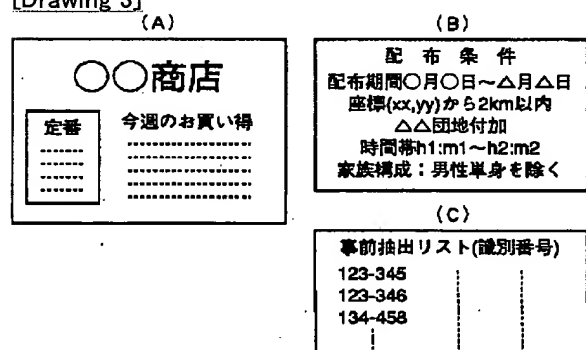 [Drawing 3]
(A)
○○商店
定番
今週のお買い得
(B)
配布条件
配布期間○月○日～△月△日
座標(xx,yy)から2km以内
△△団地付加
時間帯h1:m1～h2:m2
家族構成：男性単身を除く
(C)
事前抽出リスト(識別番号)
123-345
123-346
134-458